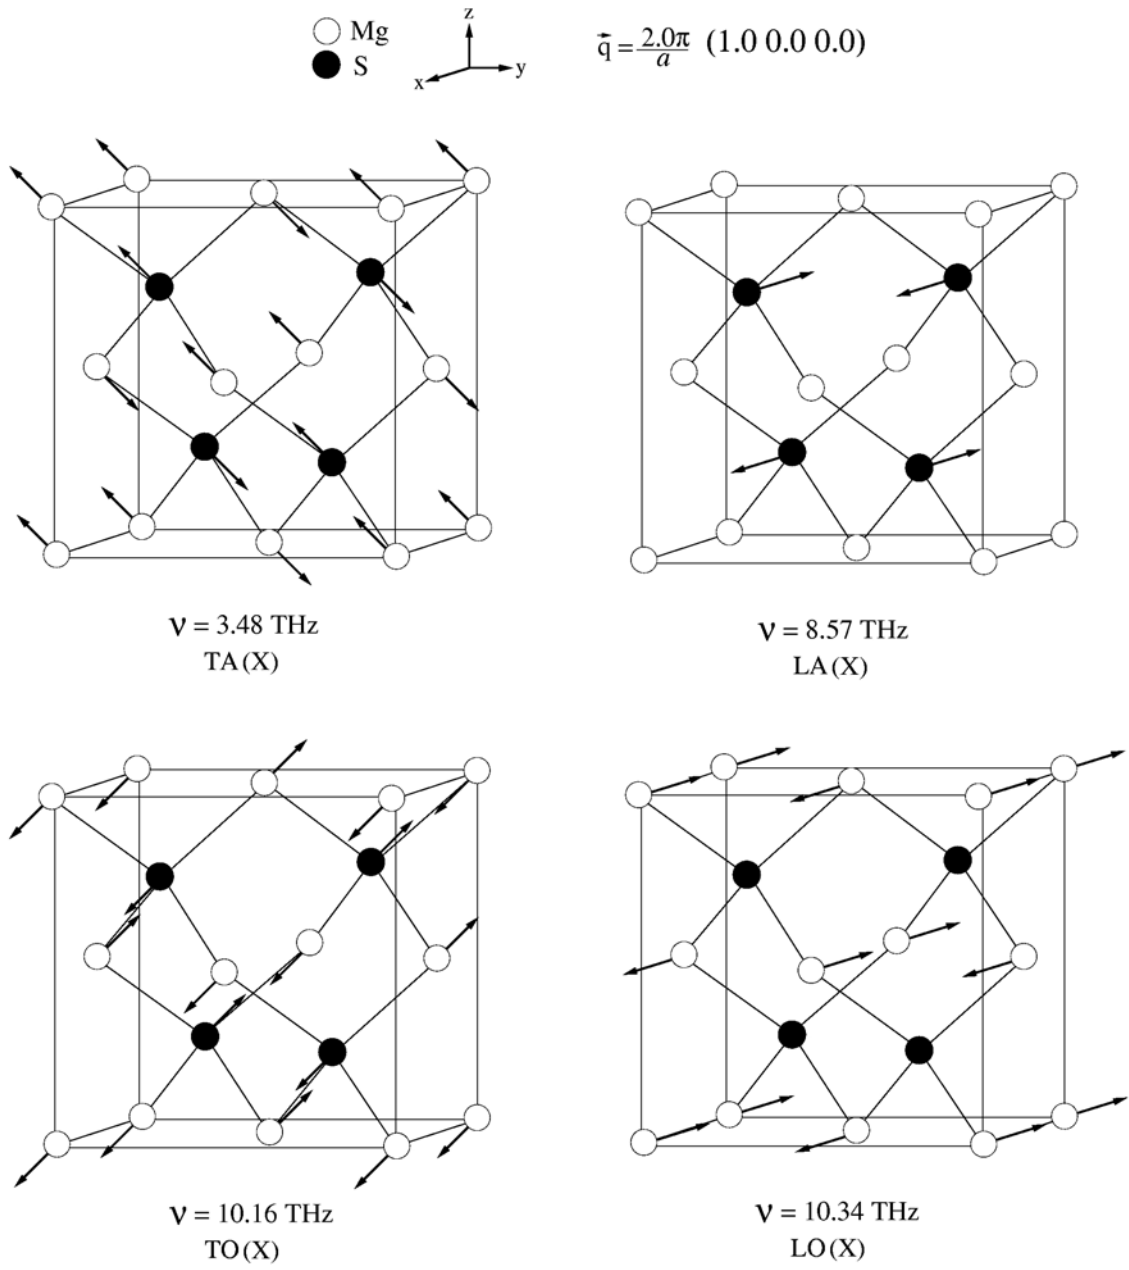 Mg
S
z
x
y
q⃗ = 2.0π/a (1.0 0.0 0.0)
ν = 3.48 THz
TA (X)
ν = 8.57 THz
LA (X)
ν = 10.16 THz
TO (X)
ν = 10.34 THz
LO (X)